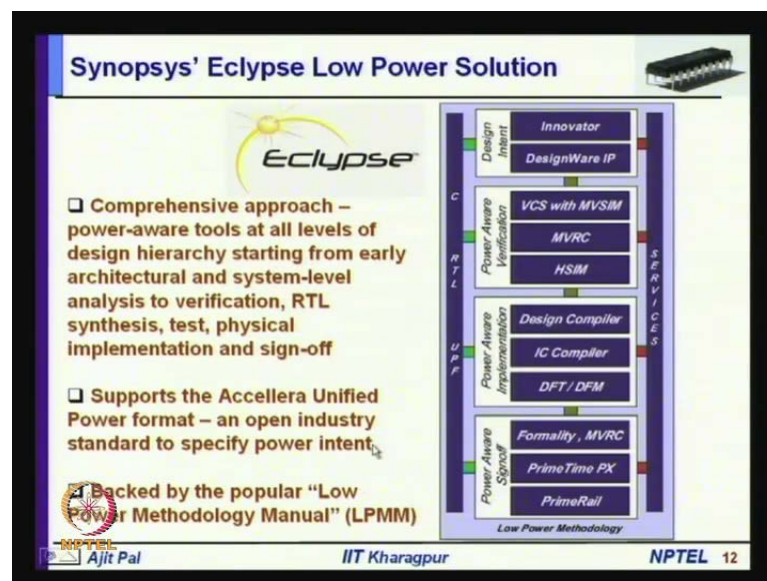 Synopsys' Eclypse Low Power Solution
ECLYPSE™
❑ Comprehensive approach –
power-aware tools at all levels of
design hierarchy starting from early
architectural and system-level
analysis to verification, RTL
synthesis, test, physical
implementation and sign-off
❑ Supports the Accellera Unified
Power format – an open industry
standard to specify power intent
❑ Backed by the popular “Low
Power Methodology Manual” (LPMM)
C
RTL
UPF
Design
Intent
Innovator
DesignWare IP
Power Aware
Verification
VCS with MVSIM
MVRC
HSIM
Power Aware
Implementation
Design Compiler
IC Compiler
DFT / DFM
Power Aware
Signoff
Formality , MVRC
PrimeTime PX
PrimeRail
SERVICES
Low Power Methodology
NPTEL
Ajit Pal
IIT Kharagpur
NPTEL 12